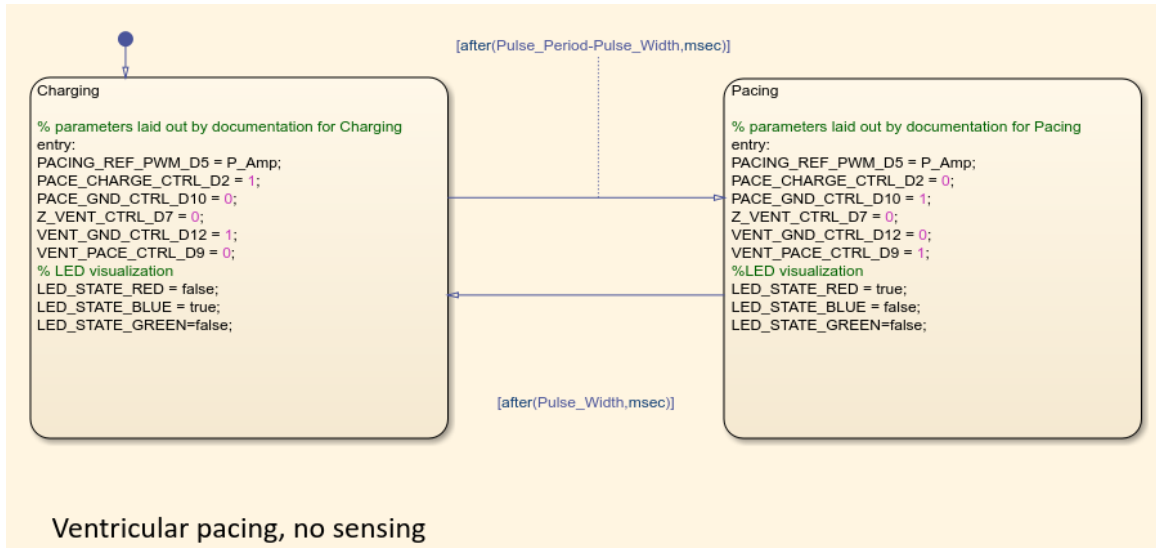 [after(Pulse_Period-Pulse_Width,msec)]
Charging
% parameters laid out by documentation for Charging
entry:
PACING_REF_PWM_D5 = P_Amp;
PACE_CHARGE_CTRL_D2 = 1;
PACE_GND_CTRL_D10 = 0;
Z_VENT_CTRL_D7 = 0;
VENT_GND_CTRL_D12 = 1;
VENT_PACE_CTRL_D9 = 0;
% LED visualization
LED_STATE_RED = false;
LED_STATE_BLUE = true;
LED_STATE_GREEN=false;
Pacing
% parameters laid out by documentation for Pacing
entry:
PACING_REF_PWM_D5 = P_Amp;
PACE_CHARGE_CTRL_D2 = 0;
PACE_GND_CTRL_D10 = 1;
Z_VENT_CTRL_D7 = 0;
VENT_GND_CTRL_D12 = 0;
VENT_PACE_CTRL_D9 = 1;
%LED visualization
LED_STATE_RED = true;
LED_STATE_BLUE = false;
LED_STATE_GREEN=false;
[after(Pulse_Width,msec)]
Ventricular pacing, no sensing